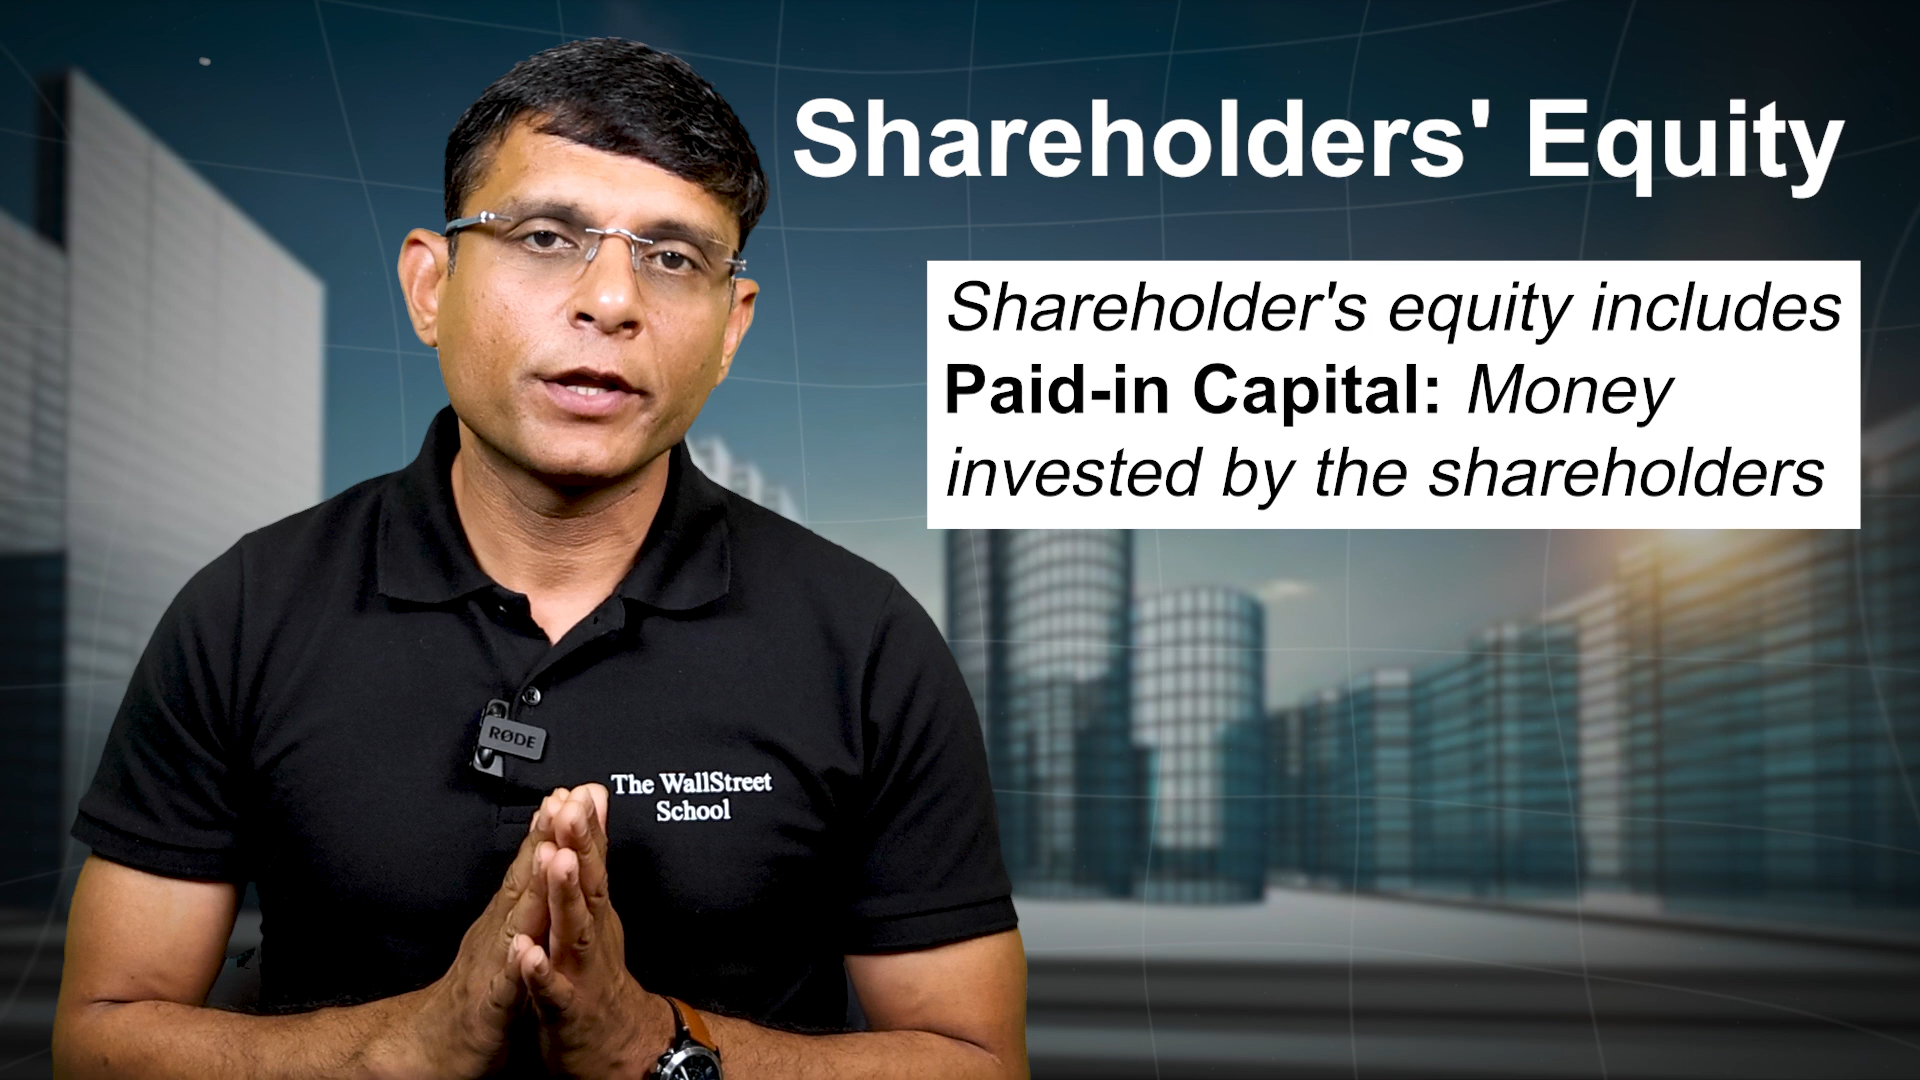 Shareholders' Equity
Shareholder's equity includes
Paid-in Capital: Money
invested by the shareholders
RØDE
The WallStreet
School